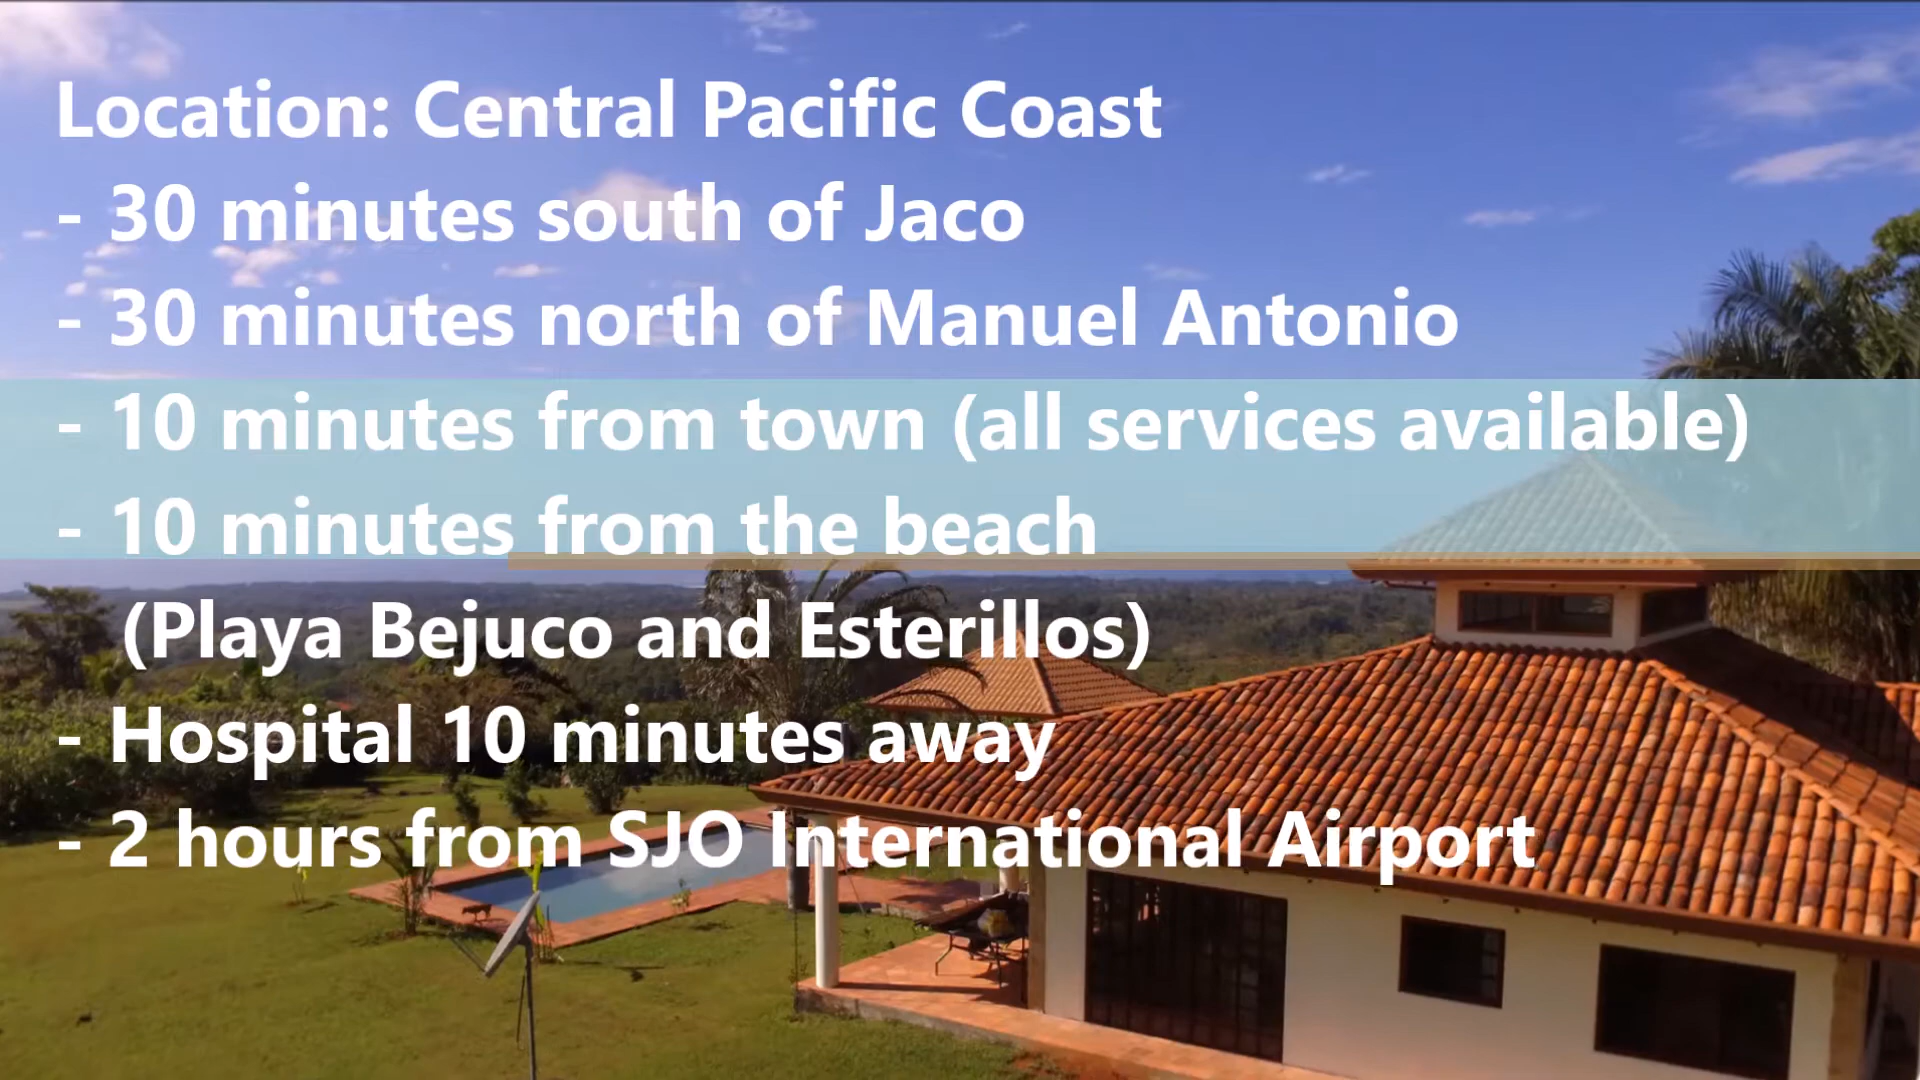 Location: Central Pacific Coast
- 30 minutes south of Jaco
- 30 minutes north of Manuel Antonio
- 10 minutes from town (all services available)
- 10 minutes from the beach
(Playa Bejuco and Esterillos)
- Hospital 10 minutes away
- 2 hours from SJO International Airport